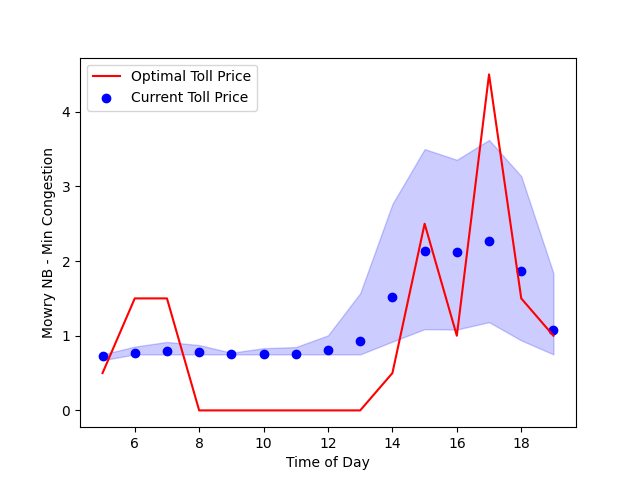 Optimal Toll Price
Current Toll Price
Mowry NB - Min Congestion
4
3
2
1
0
6 8 10 12 14 16 18
Time of Day